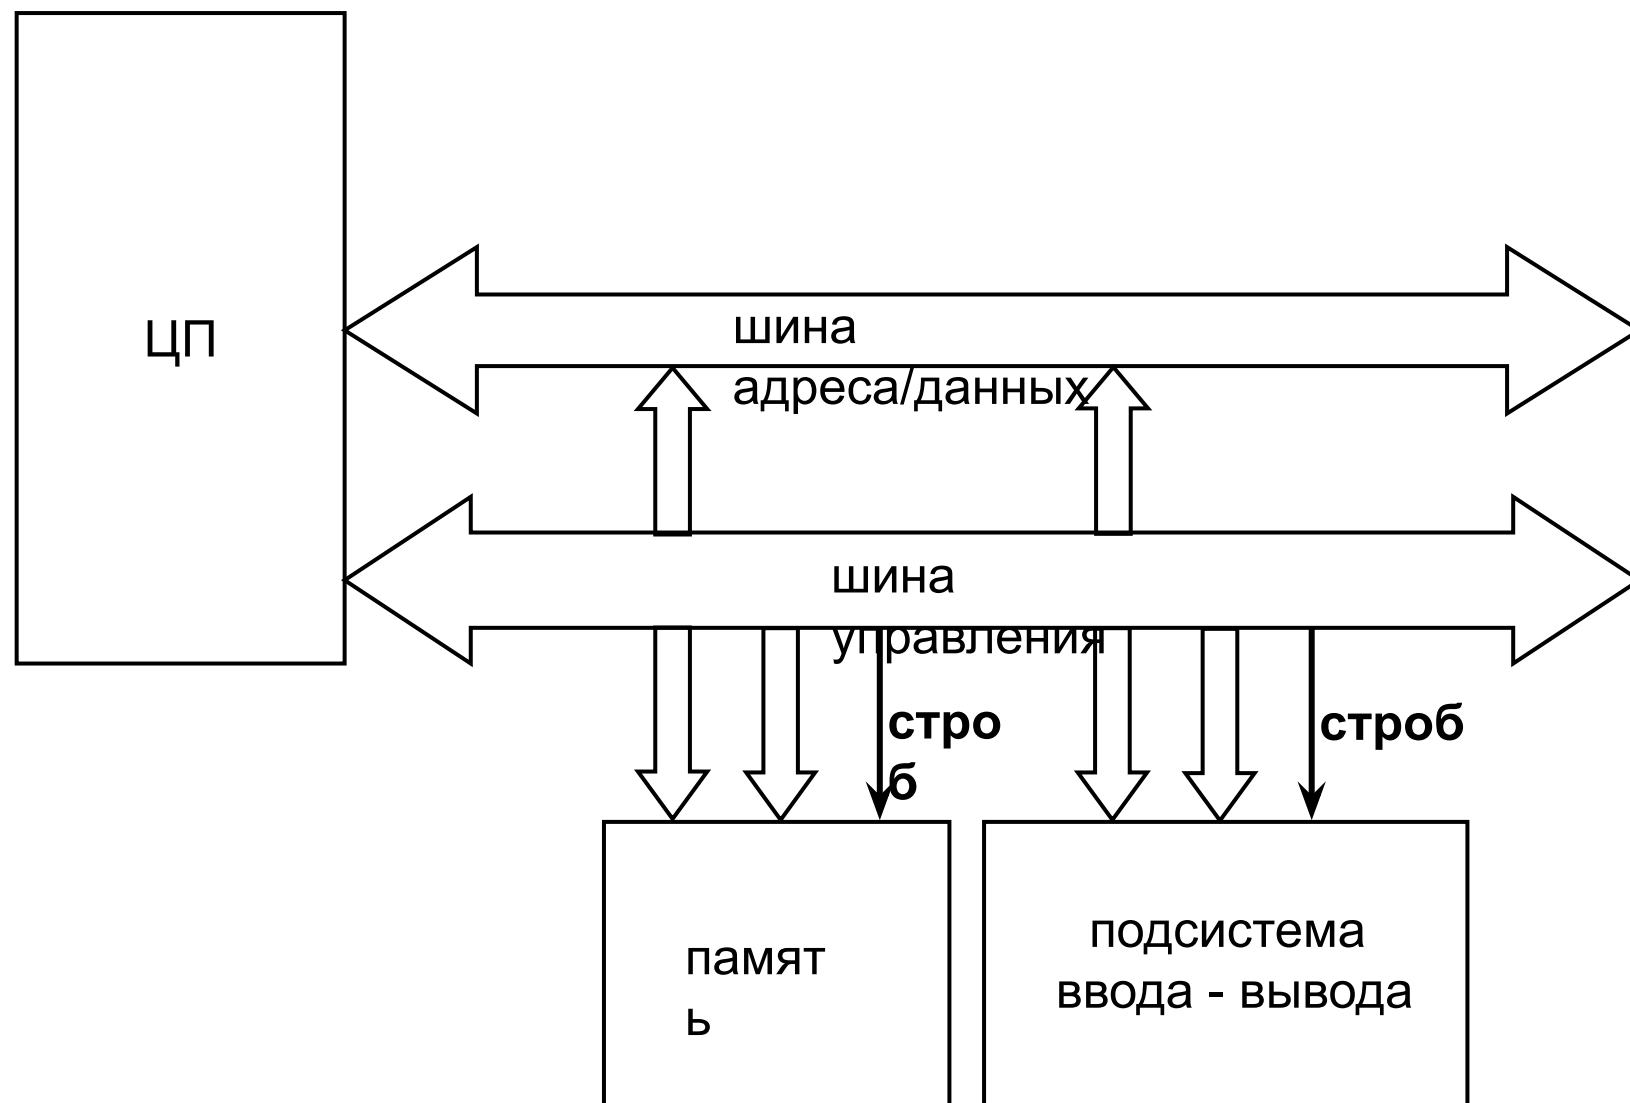 ЦП
шина
адреса/данных
шина
управления
стро
б
строб
памят
ь
подсистема
ввода - вывода